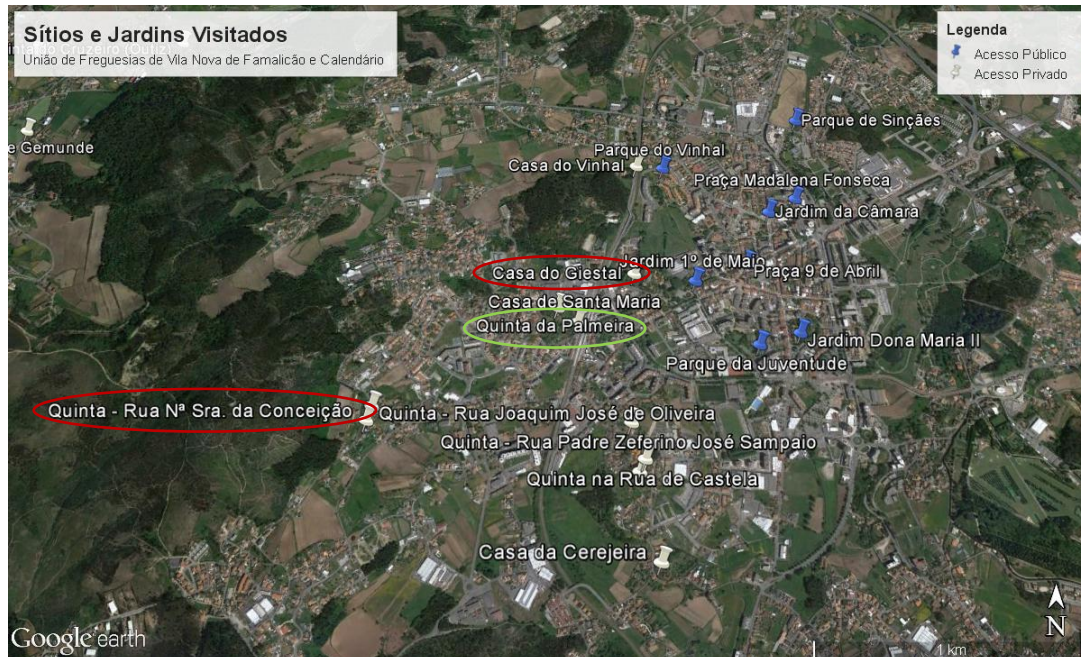 Sítios e Jardins Visitados
União de Freguesias de Vila Nova de Famalicão e Calendário
Cruzeiro (Outiz)
Legenda
Acesso Público
Acesso Privado
Parque de Sinçães
e Gemunde
Parque do Vinhal
Casa do Vinhal
Praça Madalena Fonseca
Jardim da Câmara
Jardim 1º de Maio
Praça 9 de Abril
Casa do Giestal
Casa de Santa Maria
Quinta da Palmeira
Jardim Dona Maria II
Parque da Juventude
Quinta - Rua Nª Sra. da Conceição
Quinta - Rua Joaquim José de Oliveira
Quinta - Rua Padre Zeferino José Sampaio
Quinta na Rua de Castela
Casa da Cerejeira
N
Google earth
1 km